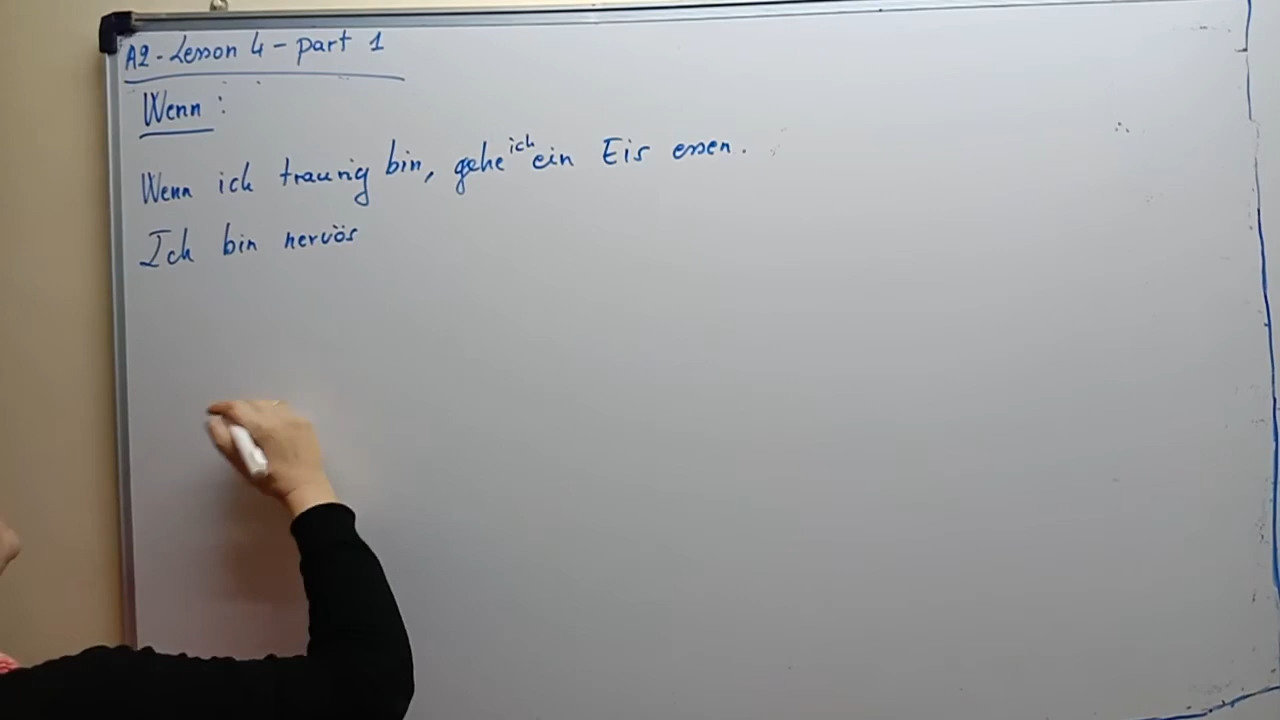 A2 - Lesson 4 - part 1
Wenn :
Wenn ich traurig bin, gehe ich ein Eis essen.
Ich bin nervös